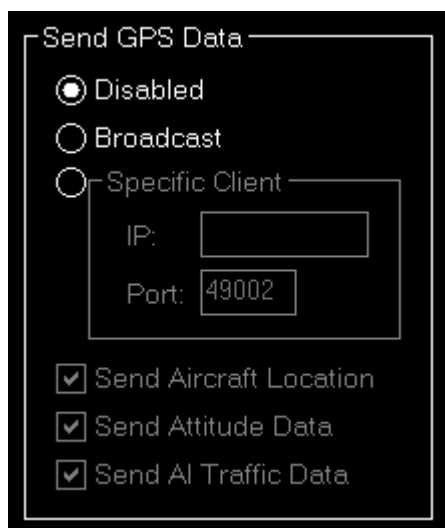 Send GPS Data
Disabled
Broadcast
Specific Client
IP:
Port: 49002
Send Aircraft Location
Send Attitude Data
Send AI Traffic Data